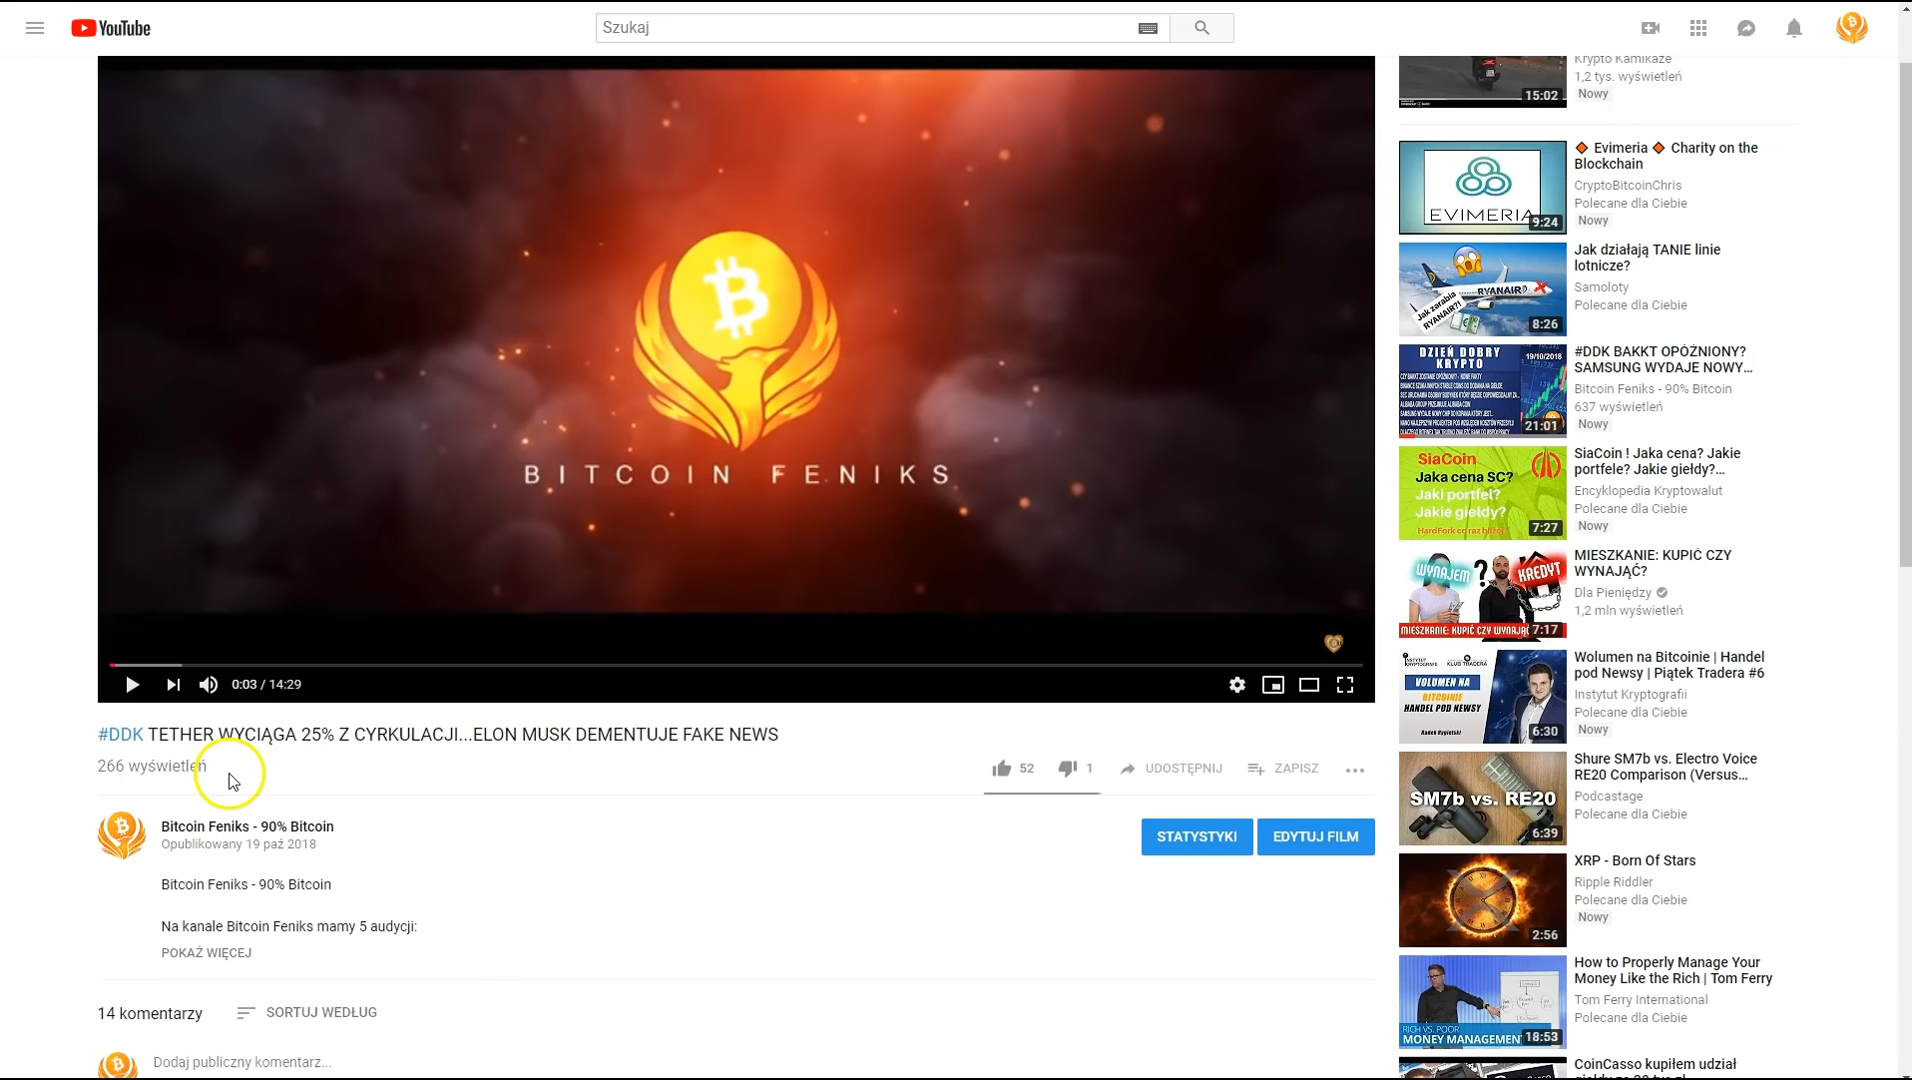 YouTube
Szukaj
BITCOIN FENIKS
0:03 / 14:29
#DDK TETHER WYCIĄGA 25% Z CYRKULACJI...ELON MUSK DEMENTUJE FAKE NEWS
266 wyświetleń
52
1
UDOSTĘPNIJ
ZAPISZ
Bitcoin Feniks - 90% Bitcoin
Opublikowany 19 paź 2018
STATYSTYKI
EDYTUJ FILM
Bitcoin Feniks - 90% Bitcoin
Na kanale Bitcoin Feniks mamy 5 audycji:
POKAŻ WIĘCEJ
14 komentarzy
SORTUJ WEDŁUG
Dodaj publiczny komentarz...
15:02
Krypto Kamikaze
1,2 tys. wyświetleń
Nowy
EVIMERIA
9:24
Evimeria
Charity on the
Blockchain
CryptoBitcoinChris
Polecane dla Ciebie
Nowy
RYANAIR
Jak zarabia
RYANAIR?!
8:26
Jak działają TANIE linie
lotnicze?
Samoloty
Polecane dla Ciebie
DZIEŃ DOBRY
KRYPTO
19/10/2018
21:01
#DDK BAKKT OPÓŹNIONY?
SAMSUNG WYDAJE NOWY...
Bitcoin Feniks - 90% Bitcoin
637 wyświetleń
Nowy
SiaCoin
Jaka cena SC?
Jaki portfel?
Jakie giełdy?
HardFork coraz bliżej
7:27
SiaCoin ! Jaka cena? Jakie
portfele? Jakie giełdy?...
Encyklopedia Kryptowalut
Polecane dla Ciebie
Nowy
WYNAJEM
?
KREDYT
MIESZKANIE: KUPIĆ CZY WYNAJĄĆ
7:17
MIESZKANIE: KUPIĆ CZY
WYNAJĄĆ?
Dla Pieniędzy
1,2 mln wyświetleń
INSTYTUT
KRYPTOGRAFII
KLUB TRADERA
VOLUMEN NA
BITCOINIE
HANDEL POD NEWSY
Radek Rygielski
6:30
Wolumen na Bitcoinie | Handel
pod Newsy | Piątek Tradera #6
Instytut Kryptografii
Polecane dla Ciebie
Nowy
SM7b vs. RE20
6:39
Shure SM7b vs. Electro Voice
RE20 Comparison (Versus...
Podcastage
Polecane dla Ciebie
2:56
XRP - Born Of Stars
Ripple Riddler
Polecane dla Ciebie
Nowy
RICH VS. POOR
MONEY MANAGEMENT
18:53
How to Properly Manage Your
Money Like the Rich | Tom Ferry
Tom Ferry International
Polecane dla Ciebie
CoinCasso kupiłem udział